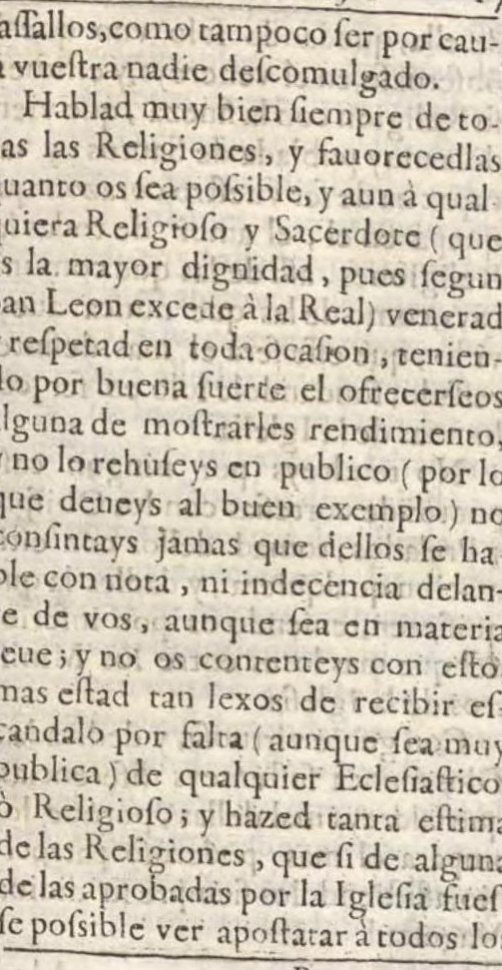 aſſallos, como tampoco ſer por cau-
a vueſtra nadie deſcomulgado.
Hablad muy bien ſiempre de to-
as las Religiones, y fauorecedlas
uanto os ſea poſsible, y aun à qual-
quiera Religioſo y Sacerdote (que
s la mayor dignidad, pues ſegun
an Leon excede à la Real) venerad
reſpetad en toda ocaſion, tenien-
do por buena ſuerte el ofrecerſeos
lguna de moſtrarles rendimiento,
y no lo rehuſeys en publico (por lo
que deueys al buen exemplo) no
conſintays jamas que dellos ſe ha-
ble con nota, ni indecencia delan-
e de vos, aunque ſea en materia
eue; y no os contenteys con eſto,
mas eſtad tan lexos de recibir eſ-
candalo por falta (aunque ſea muy
publica) de qualquier Ecleſiaſtico
ò Religioſo; y hazed tanta eſtima
de las Religiones, que ſi de alguna
de las aprobadas por la Igleſia fueſ-
ſe poſsible ver apoſtatar à todos lo